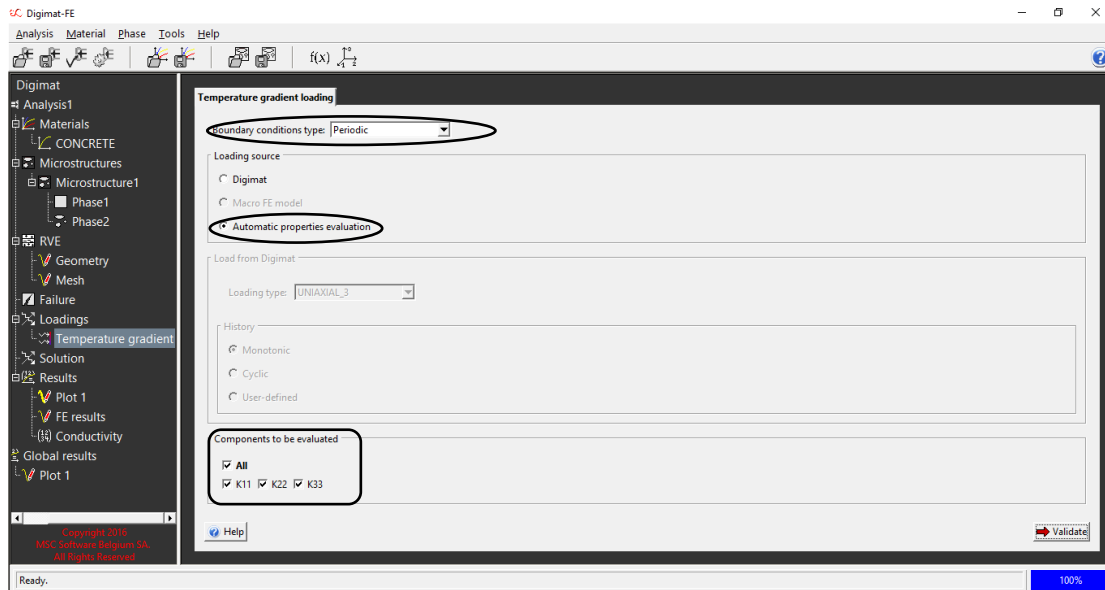 Digimat-FE
Analysis Material Phase Tools Help
f(x)
Digimat
Analysis1
Materials
CONCRETE
Microstructures
Microstructure1
Phase1
Phase2
RVE
Geometry
Mesh
Failure
Loadings
Temperature gradient
Solution
Results
Plot 1
FE results
Conductivity
Global results
Plot 1
Copyright 2016
MSC Software Belgium SA.
All Rights Reserved
Temperature gradient loading
Boundary conditions type: Periodic
Loading source
Digimat
Macro FE model
Automatic properties evaluation
Load from Digimat
Loading type: UNIAXIAL_3
History
Monotonic
Cyclic
User-defined
Components to be evaluated
All
K11 K22 K33
Help
Validate
Ready.
100%